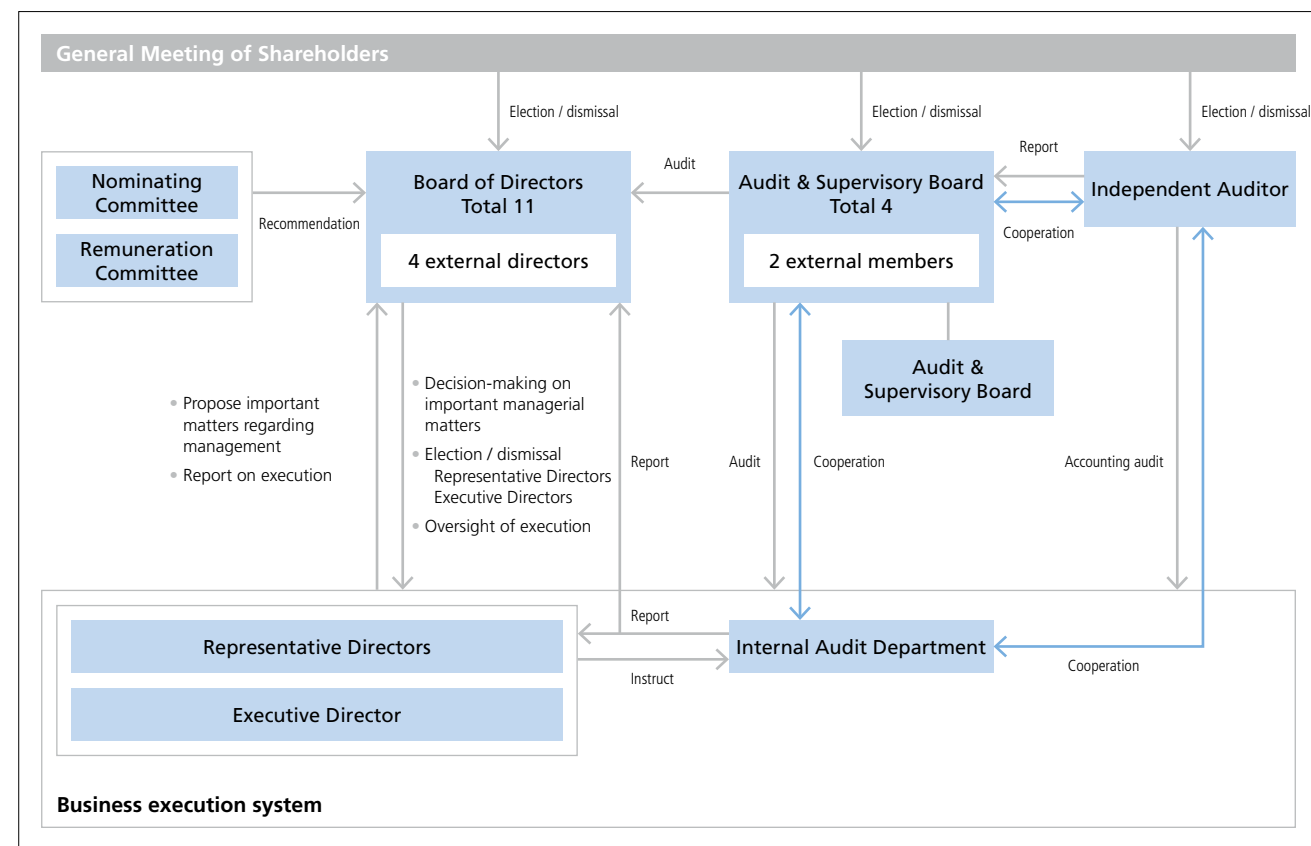 General Meeting of Shareholders
Election / dismissal
Election / dismissal
Election / dismissal
Nominating
Committee
Remuneration
Committee
Recommendation
Board of Directors
Total 11
4 external directors
Audit
Audit & Supervisory Board
Total 4
2 external members
Report
Cooperation
Independent Auditor
Audit &
Supervisory Board
• Propose important
matters regarding
management
• Report on execution
• Decision-making on
important managerial
matters
• Election / dismissal
Representative Directors
Executive Directors
• Oversight of execution
Report
Audit
Cooperation
Accounting audit
Representative Directors
Executive Director
Report
Instruct
Internal Audit Department
Cooperation
Business execution system